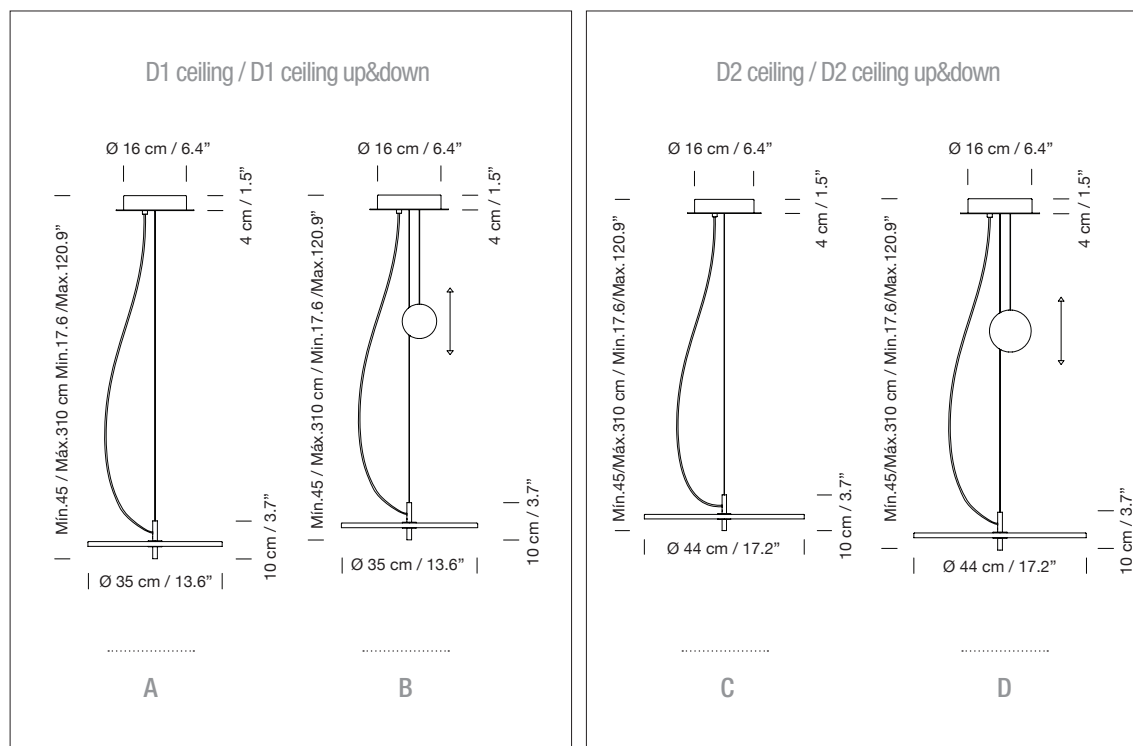 D1 ceiling / D1 ceiling up&down
Ø 16 cm / 6.4”
4 cm / 1.5”
Mín.45 / Máx.310 cm Min.17.6 /Max.120.9”
10 cm / 3.7”
Ø 35 cm / 13.6”
A
Ø 16 cm / 6.4”
4 cm / 1.5”
Mín.45 / Máx.310 cm / Min.17.6 /Max.120.9”
10 cm / 3.7”
Ø 35 cm / 13.6”
B
D2 ceiling / D2 ceiling up&down
Ø 16 cm / 6.4”
4 cm / 1.5”
Mín.45/Máx.310 cm / Min.17.6/Max.120.9”
10 cm / 3.7”
Ø 44 cm / 17.2”
C
Ø 16 cm / 6.4”
4 cm / 1.5”
Mín.45/Máx.310 cm / Min.17.6/Max.120.9”
10 cm / 3.7”
Ø 44 cm / 17.2”
D